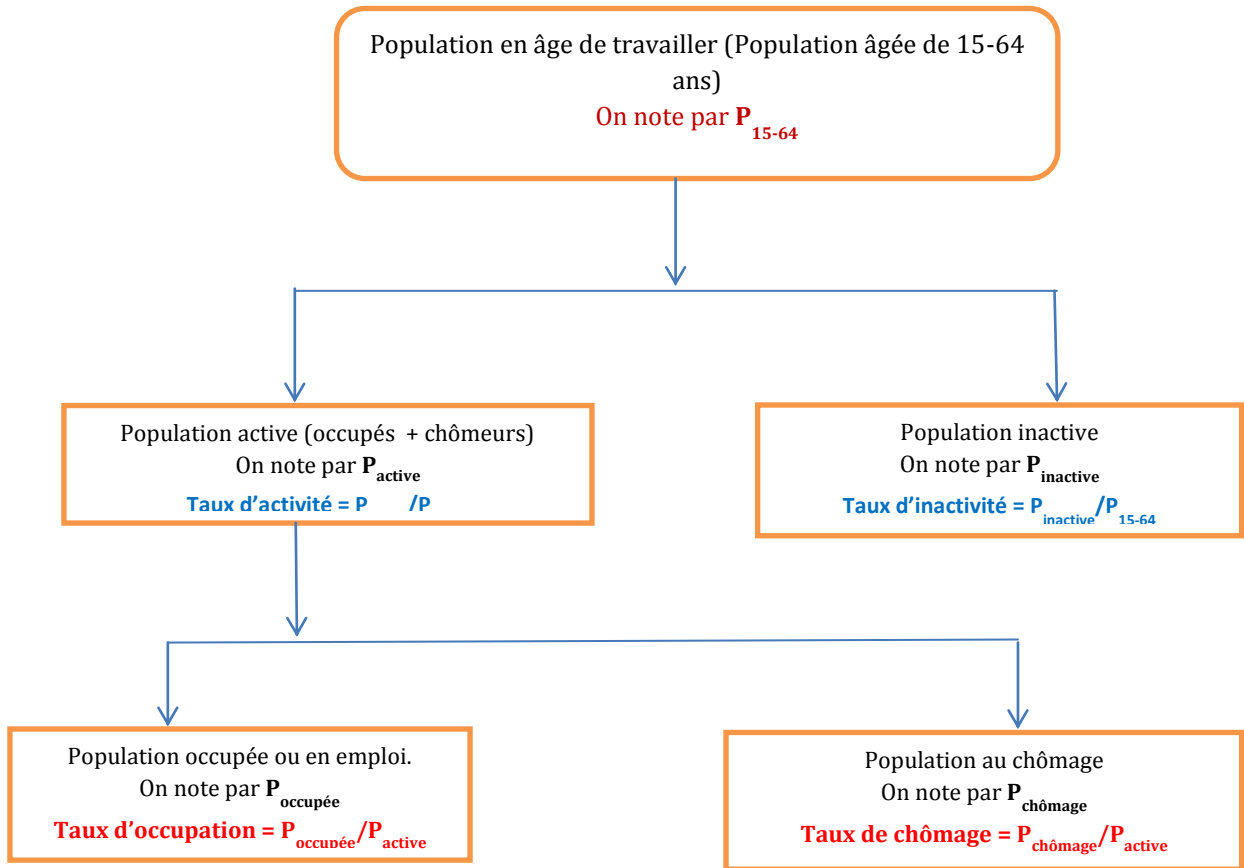 Population en âge de travailler (Population âgée de 15-64
ans)
On note par P15-64
Population active (occupés + chômeurs)
On note par Pactive
Taux d'activité = P /P
Population inactive
On note par Pinactive
Taux d'inactivité = Pinactive/P15-64
Population occupée ou en emploi.
On note par Poccupée
Taux d'occupation = Poccupée/Pactive
Population au chômage
On note par Pchômage
Taux de chômage = Pchômage/Pactive